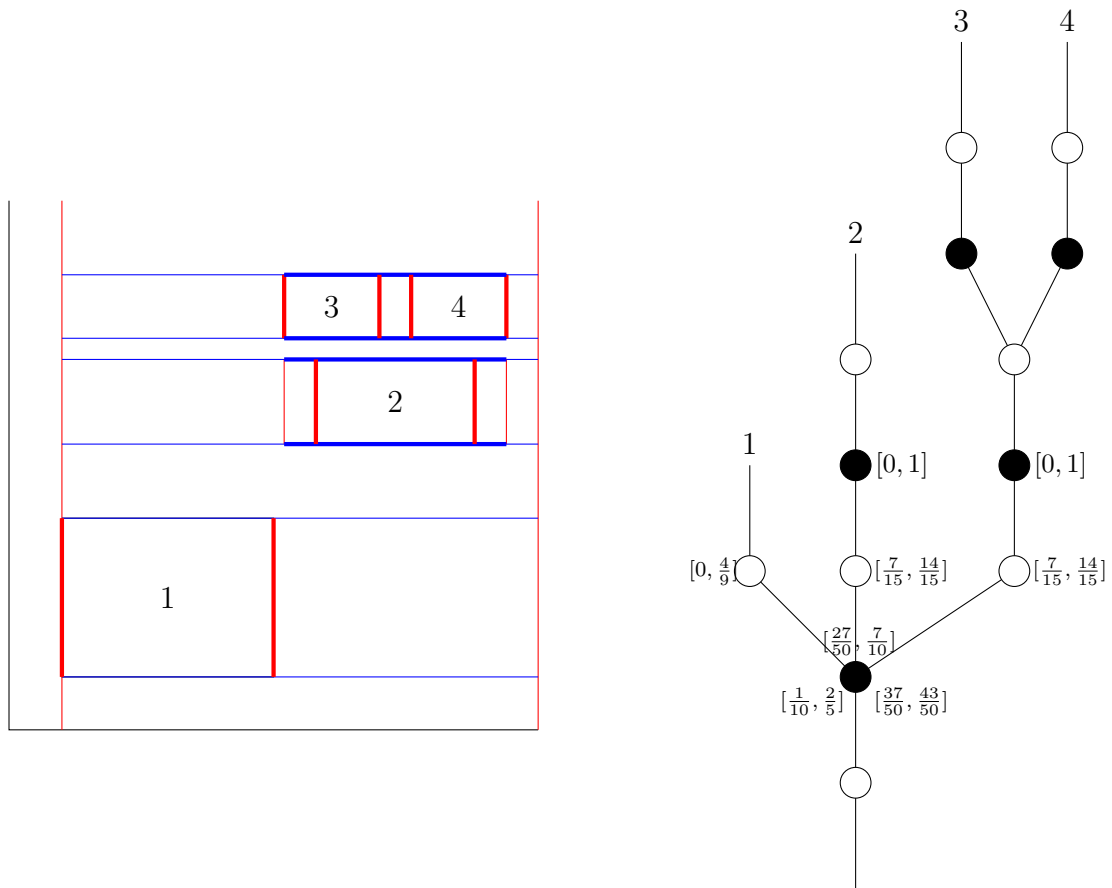 3 4
2
3 4
2
1
[0, 1] [0, 1]
[0, 4/9] [7/15, 14/15] [7/15, 14/15]
1
[27/50, 7/10]
[1/10, 2/5] [37/50, 43/50]